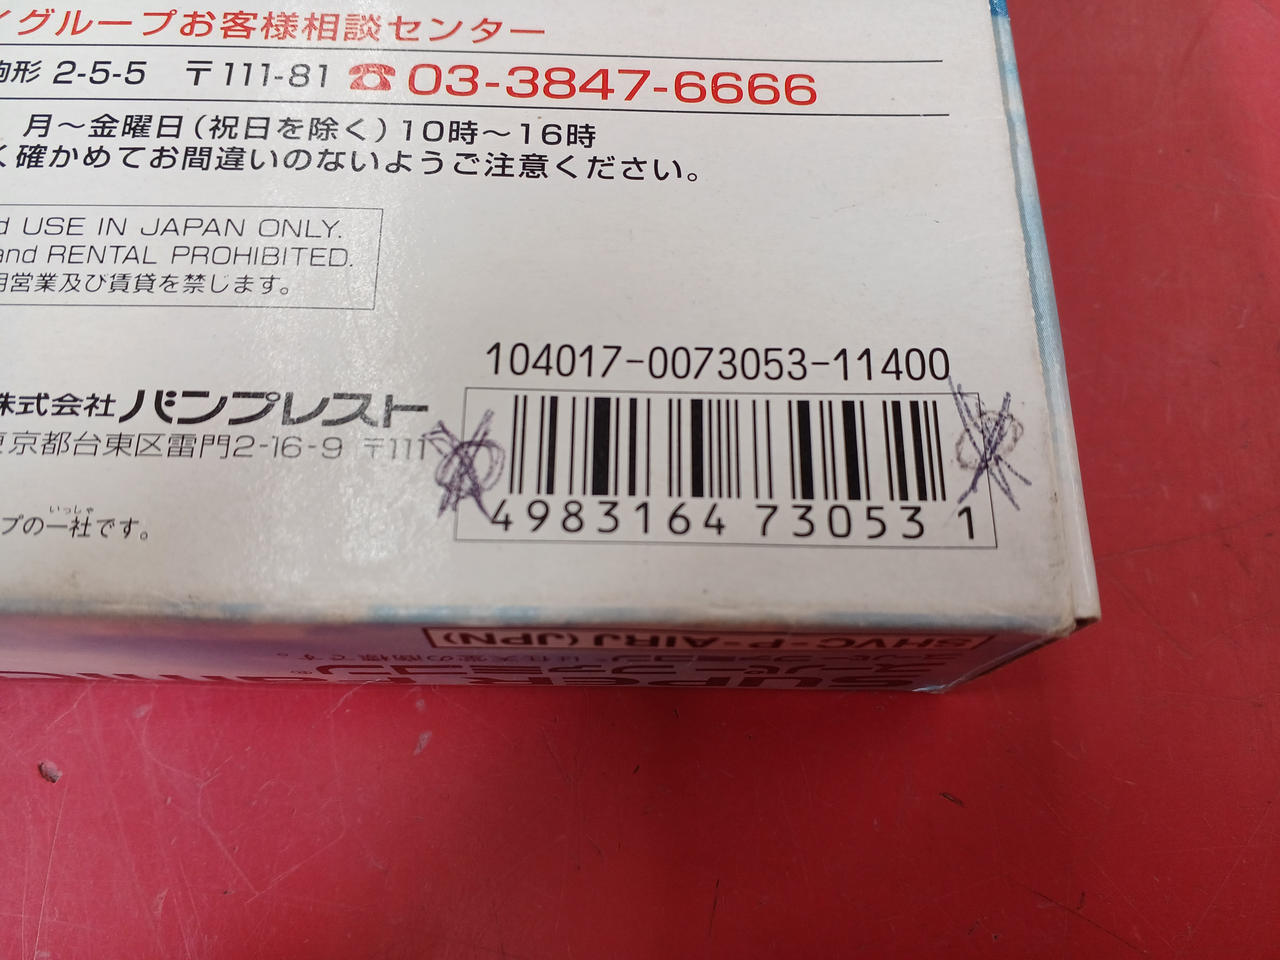 イグループお客様相談センター
駒形 2-5-5 〒111-81 ☎03-3847-6666
月～金曜日(祝日を除く)10時～16時
く確かめてお間違いのないようご注意ください。
d USE IN JAPAN ONLY.
and RENTAL PROHIBITED.
用営業及び賃貸を禁じます。
104017-0073053-11400
株式会社バンプレスト
東京都台東区雷門2-16-9 〒111
4983164730531
いっしゃ
プの一社です。
SHVC-P-AIRJ(JPN)